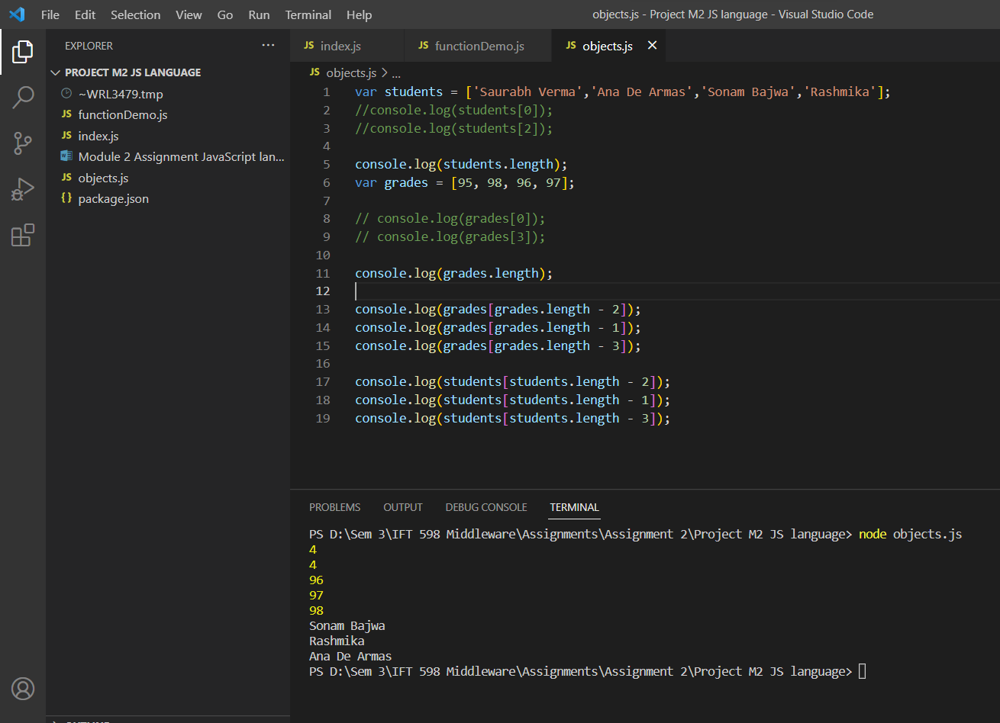 File Edit Selection View Go Run Terminal Help
objects.js - Project M2 JS language - Visual Studio Code
EXPLORER
PROJECT M2 JS LANGUAGE
~WRL3479.tmp
JS functionDemo.js
JS index.js
Module 2 Assignment JavaScript lan...
JS objects.js
{} package.json
JS index.js JS functionDemo.js JS objects.js
JS objects.js > ...
1 var students = ['Saurabh Verma','Ana De Armas','Sonam Bajwa','Rashmika'];
2 //console.log(students[0]);
3 //console.log(students[2]);
4
5 console.log(students.length);
6 var grades = [95, 98, 96, 97];
7
8 // console.log(grades[0]);
9 // console.log(grades[3]);
10
11 console.log(grades.length);
12
13 console.log(grades[grades.length - 2]);
14 console.log(grades[grades.length - 1]);
15 console.log(grades[grades.length - 3]);
16
17 console.log(students[students.length - 2]);
18 console.log(students[students.length - 1]);
19 console.log(students[students.length - 3]);
PROBLEMS OUTPUT DEBUG CONSOLE TERMINAL
PS D:\Sem 3\IFT 598 Middleware\Assignments\Assignment 2\Project M2 JS language> node objects.js
4
4
96
97
98
Sonam Bajwa
Rashmika
Ana De Armas
PS D:\Sem 3\IFT 598 Middleware\Assignments\Assignment 2\Project M2 JS language>